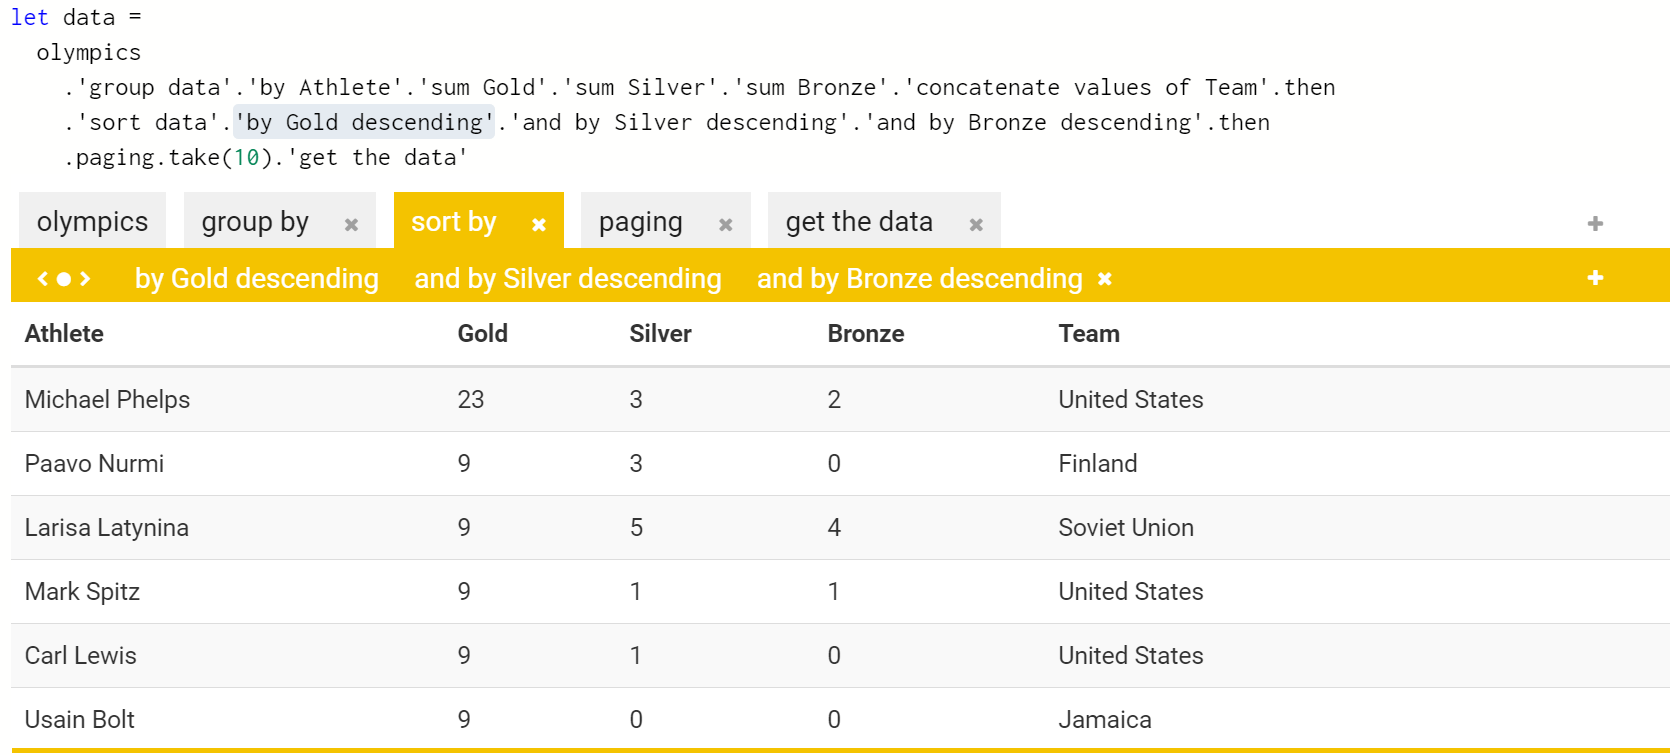 let data =
olympics
.'group data'.'by Athlete'.'sum Gold'.'sum Silver'.'sum Bronze'.'concatenate values of Team'.then
.'sort data'.'by Gold descending'.'and by Silver descending'.'and by Bronze descending'.then
.paging.take(10).'get the data'
olympics group by × sort by × paging × get the data × +
< ● > by Gold descending and by Silver descending and by Bronze descending × +
Athlete Gold Silver Bronze Team
Michael Phelps 23 3 2 United States
Paavo Nurmi 9 3 0 Finland
Larisa Latynina 9 5 4 Soviet Union
Mark Spitz 9 1 1 United States
Carl Lewis 9 1 0 United States
Usain Bolt 9 0 0 Jamaica